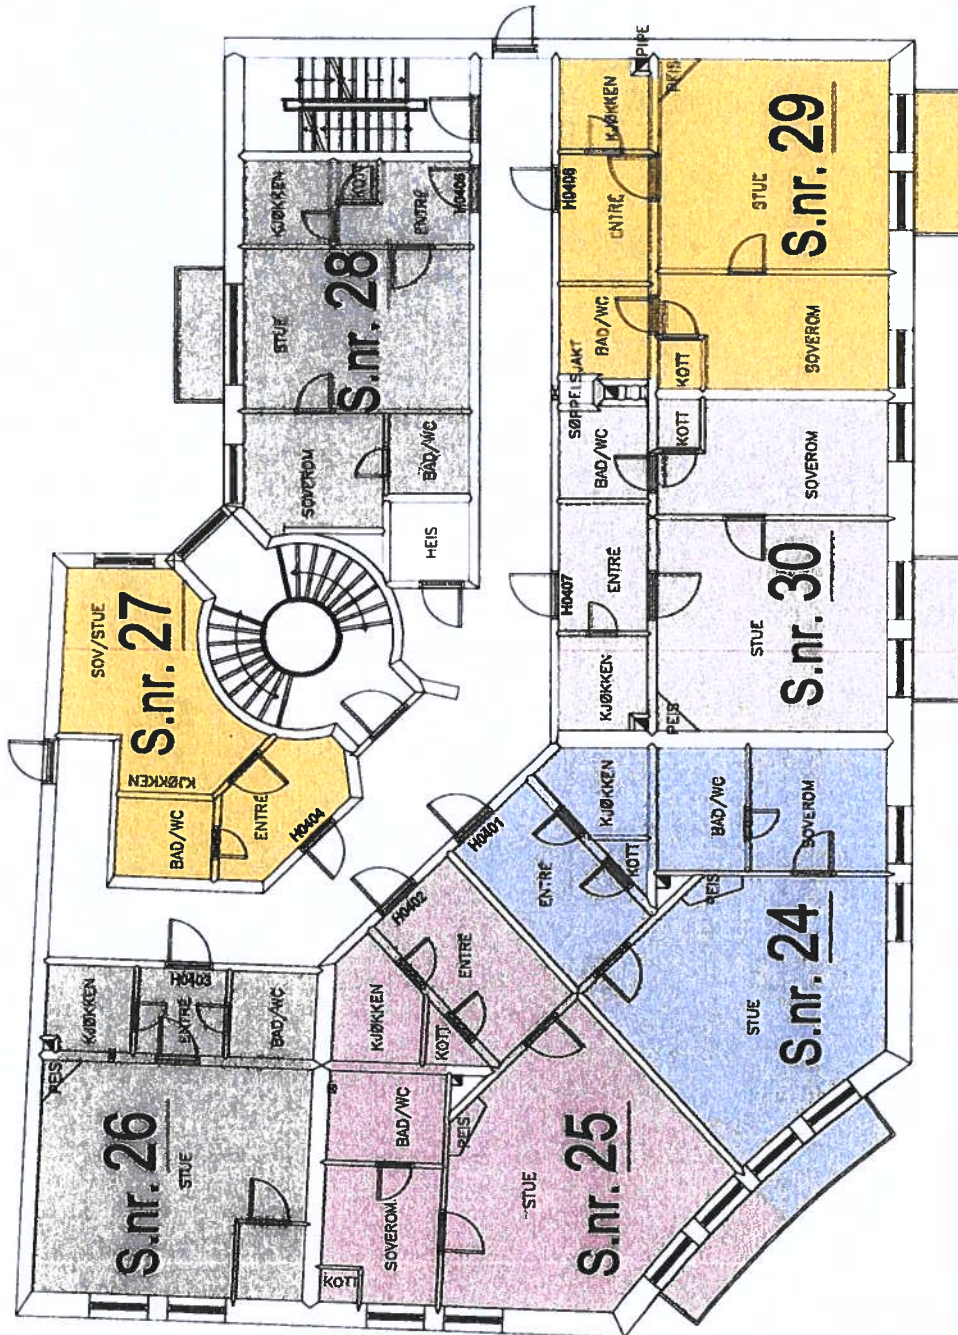 PIPE
KJØKKEN
PEIS
H0406
ENTRE
STUE
S.nr. 29
BAD/WC
KOTT
SOVEROM
SØPPELSJAKT
KJØKKEN
KOTT
ENTRE
H0405
STUE
S.nr. 28
SOVEROM
BAD/WC
HEIS
BAD/WC
KOTT
SOVEROM
ENTRE
H0407
KJØKKEN
PEIS
STUE
S.nr. 30
SOV/STUE
S.nr. 27
KJØKKEN
BAD/WC
ENTRE
H0404
H0401
KJØKKEN
ENTRE
KOTT
BAD/WC
SOVEROM
PEIS
STUE
S.nr. 24
H0402
ENTRE
KJØKKEN
KOTT
BAD/WC
PEIS
SOVEROM
KOTT
STUE
S.nr. 25
KJØKKEN
H0403
ENTRE
BAD/WC
PEIS
STUE
S.nr. 26